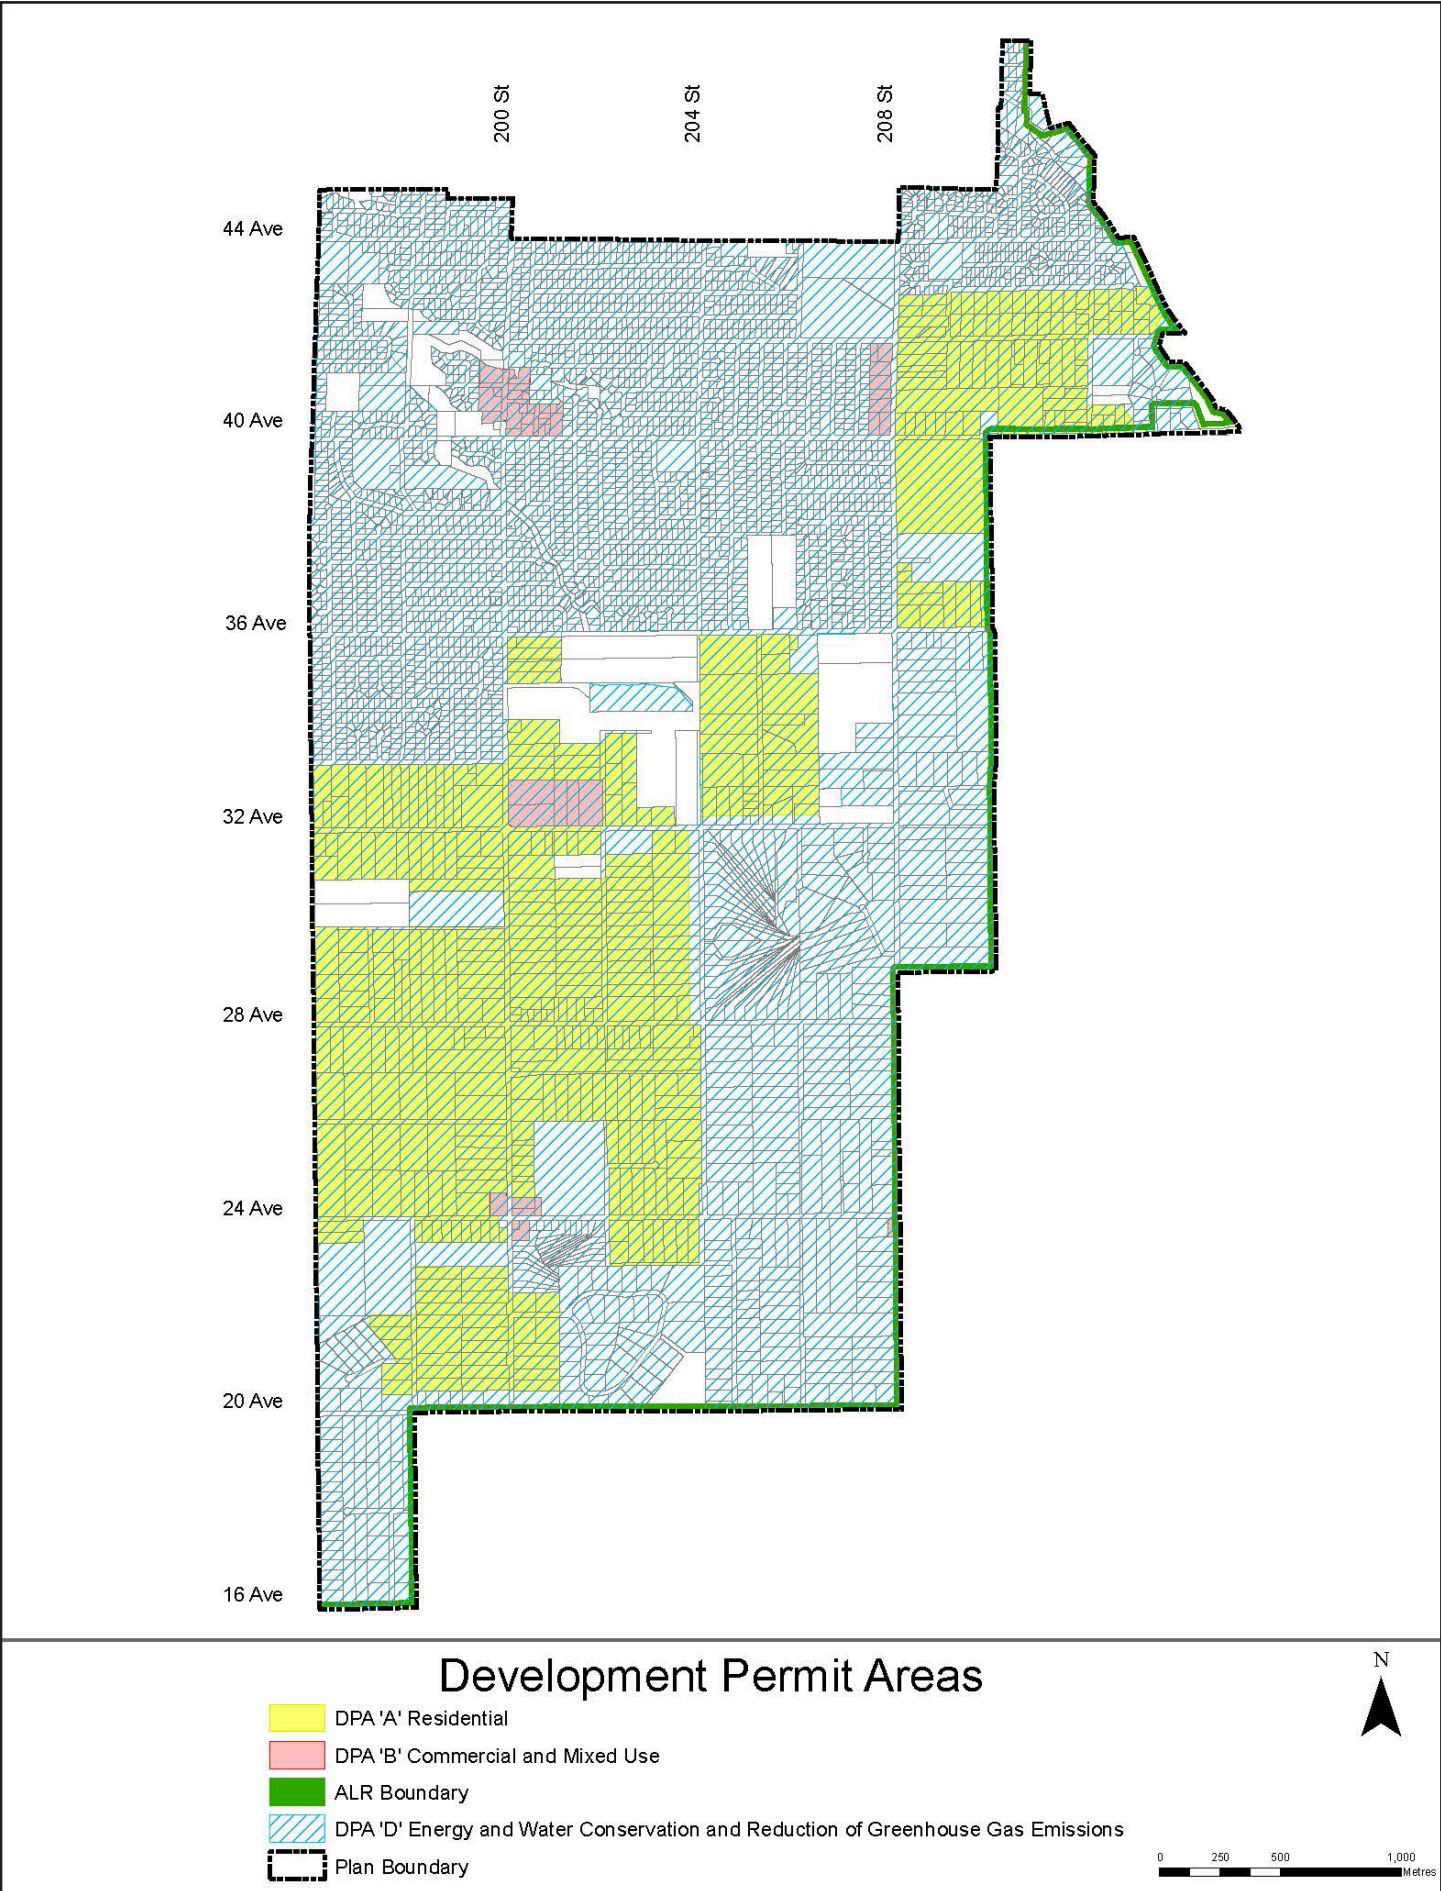 200 St
204 St
208 St
44 Ave
40 Ave
36 Ave
32 Ave
28 Ave
24 Ave
20 Ave
16 Ave
Development Permit Areas
N
DPA 'A' Residential
DPA 'B' Commercial and Mixed Use
ALR Boundary
DPA 'D' Energy and Water Conservation and Reduction of Greenhouse Gas Emissions
Plan Boundary
0 250 500 1,000
Metres